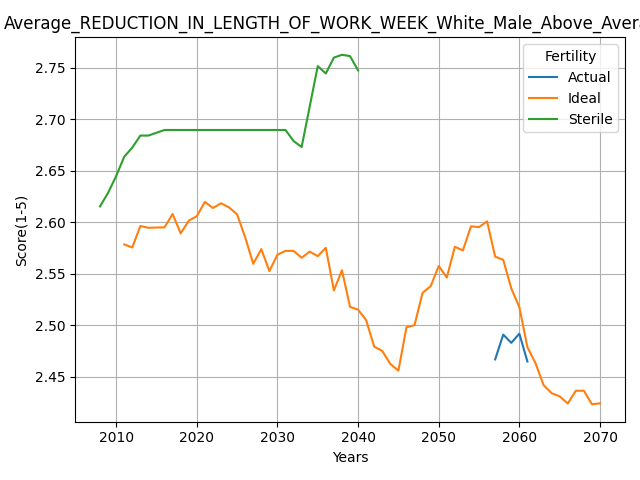 Average_REDUCTION_IN_LENGTH_OF_WORK_WEEK_White_Male_Above_Avera
Fertility
Actual
Ideal
Sterile
Score(1-5)
2.75
2.70
2.65
2.60
2.55
2.50
2.45
2010 2020 2030 2040 2050 2060 2070
Years